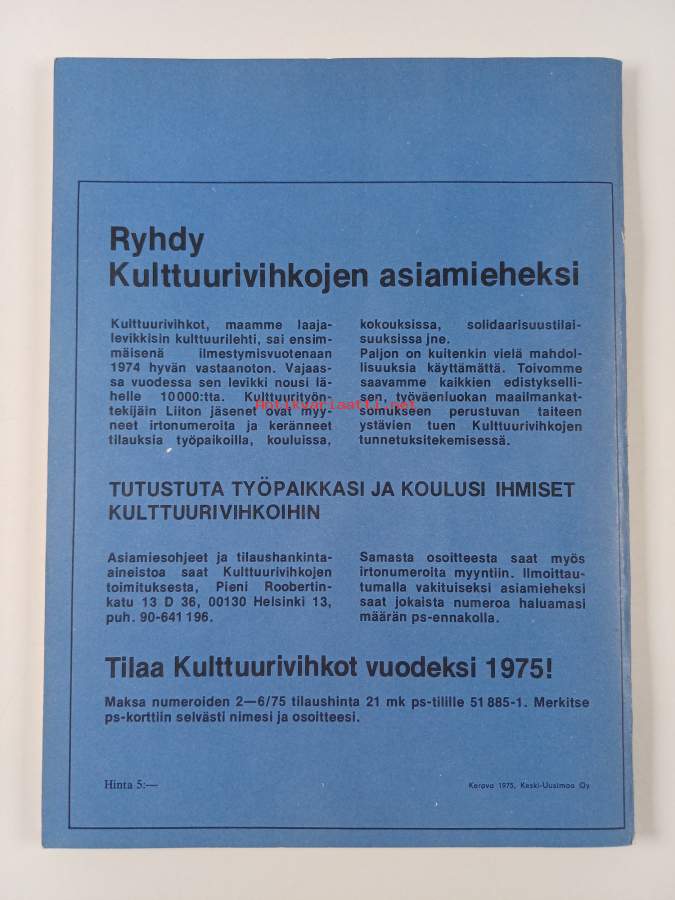 Ryhdy
Kulttuurivihkojen asiamieheksi
Kulttuurivihkot, maamme laaja-
levikkisin kulttuurilehti, sai ensim-
mäisenä ilmestymisvuotenaan
1974 hyvän vastaanoton. Vajaas-
sa vuodessa sen levikki nousi lä-
helle 10 000:tta. Kulttuurityön-
tekijäin Liiton jäsenet ovat myy-
neet irtonumeroita ja keränneet
tilauksia työpaikoilla, kouluissa,
kokouksissa, solidaarisuustilai-
suuksissa jne.
Paljon on kuitenkin vielä mahdol-
lisuuksia käyttämättä. Toivomme
saavamme kaikkien edistykselli-
sen, työväenluokan maailmankat-
somukseen perustuvan taiteen
ystävien tuen Kulttuurivihkojen
tunnetuksitekemisessä.
Antikvariaatti.net
TUTUSTUTA TYÖPAIKKASI JA KOULUSI IHMISET
KULTTUURIVIHKOIHIN
Asiamiesohjeet ja tilaushankinta-
aineistoa saat Kulttuurivihkojen
toimituksesta, Pieni Roobertin-
katu 13 D 36, 00130 Helsinki 13,
puh. 90-641 196.
Samasta osoitteesta saat myös
irtonumeroita myyntiin. Ilmoittau-
tumalla vakituiseksi asiamieheksi
saat jokaista numeroa haluamasi
määrän ps-ennakolla.
Tilaa Kulttuurivihkot vuodeksi 1975!
Maksa numeroiden 2—6/75 tilaushinta 21 mk ps-tilille 51 885-1. Merkitse
ps-korttiin selvästi nimesi ja osoitteesi.
Hinta 5:—
Kerava 1975, Keski-Uusimaa Oy